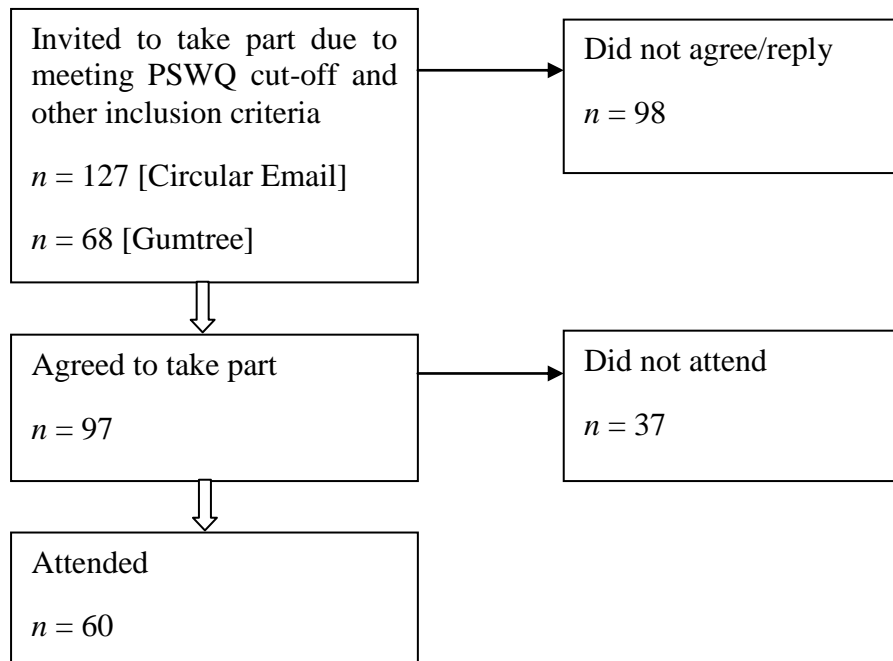 Invited to take part due to
meeting PSWQ cut-off and
other inclusion criteria
n = 127 [Circular Email]
n = 68 [Gumtree]
Did not agree/reply
n = 98
Agreed to take part
n = 97
Did not attend
n = 37
Attended
n = 60